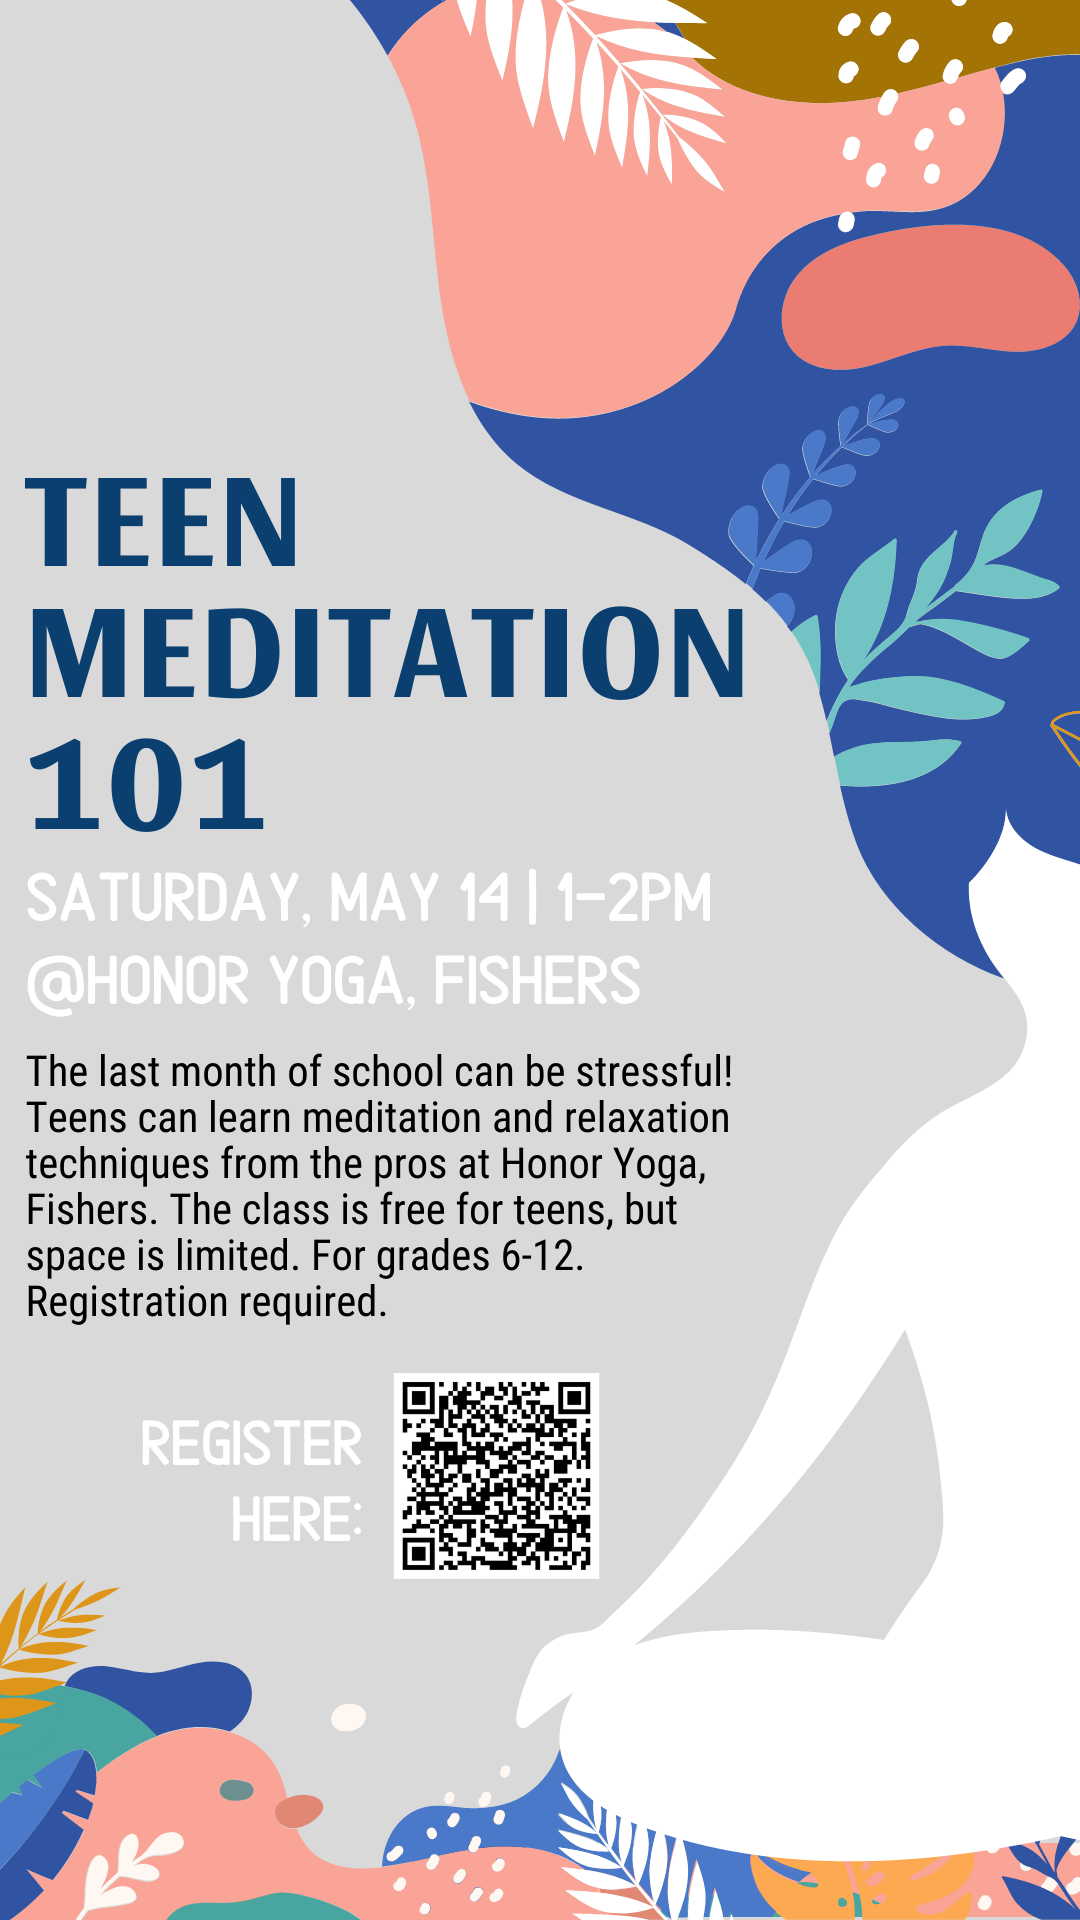 TEEN
MEDITATION
101
SATURDAY, MAY 14 | 1-2PM
@HONOR YOGA, FISHERS
The last month of school can be stressful!
Teens can learn meditation and relaxation
techniques from the pros at Honor Yoga,
Fishers. The class is free for teens, but
space is limited. For grades 6-12.
Registration required.
REGISTER
HERE: